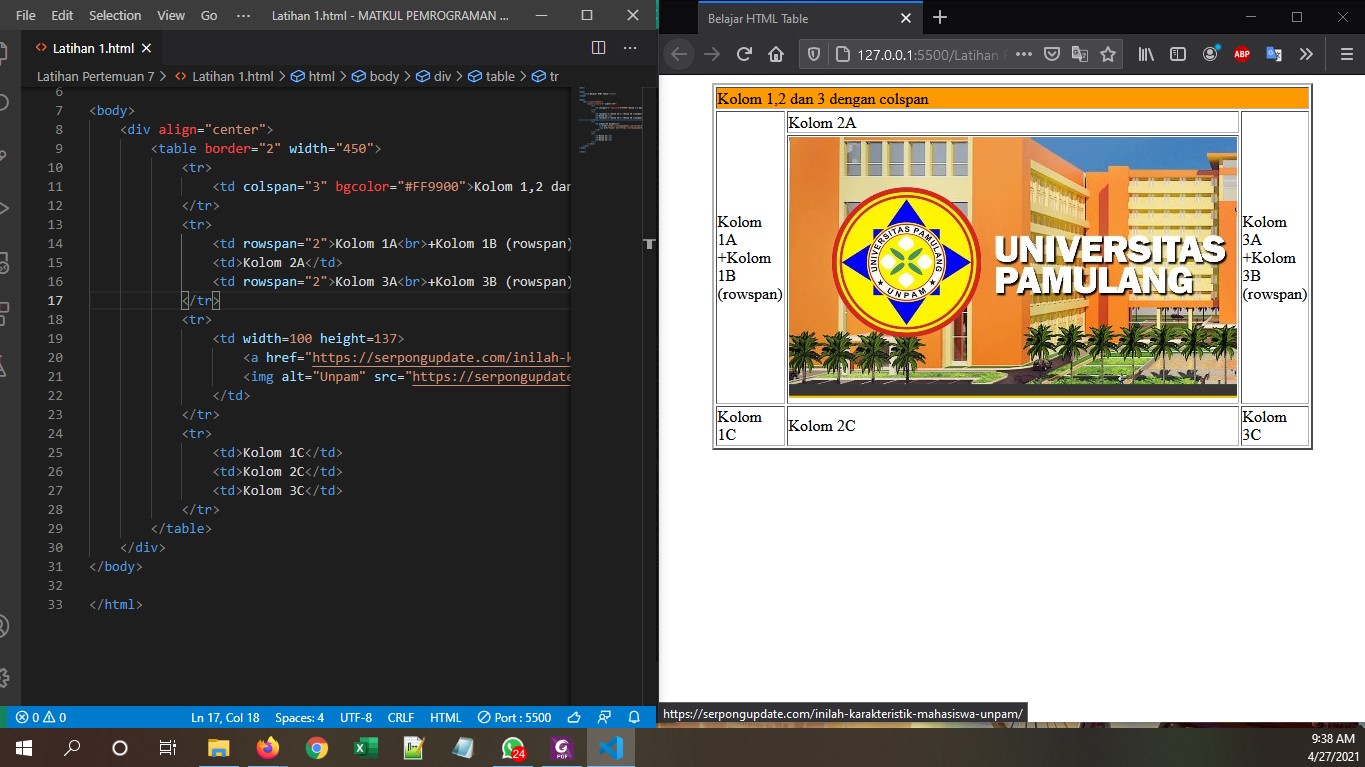 File Edit Selection View Go ··· Latihan 1.html - MATKUL PEMROGRAMAN ...
Latihan 1.html
Latihan Pertemuan 7 > Latihan 1.html > html > body > div > table > tr
6
7 <body>
8 <div align="center">
9 <table border="2" width="450">
10 <tr>
11 <td colspan="3" bgcolor="#FF9900">Kolom 1,2 dan
12 </tr>
13 <tr>
14 <td rowspan="2">Kolom 1A<br>+Kolom 1B (rowspan)
15 <td>Kolom 2A</td>
16 <td rowspan="2">Kolom 3A<br>+Kolom 3B (rowspan)
17 </tr>
18 <tr>
19 <td width=100 height=137>
20 <a href="https://serpongupdate.com/inilah-k
21 <img alt="Unpam" src="https://serpongupdate
22 </td>
23 </tr>
24 <tr>
25 <td>Kolom 1C</td>
26 <td>Kolom 2C</td>
27 <td>Kolom 3C</td>
28 </tr>
29 </table>
30 </div>
31 </body>
32
33 </html>
0 0 Ln 17, Col 18 Spaces: 4 UTF-8 CRLF HTML Port : 5500
Belajar HTML Table
127.0.0.1:5500/Latihan
ABP
Kolom 1,2 dan 3 dengan colspan
Kolom
1A
+Kolom
1B
(rowspan)
Kolom 2A
UNIVERSITAS PAMULANG
UNPAM
UNIVERSITAS
PAMULANG
Kolom
3A
+Kolom
3B
(rowspan)
Kolom
1C
Kolom 2C
Kolom
3C
https://serpongupdate.com/inilah-karakteristik-mahasiswa-unpam/
24
PDF
9:38 AM
4/27/2021